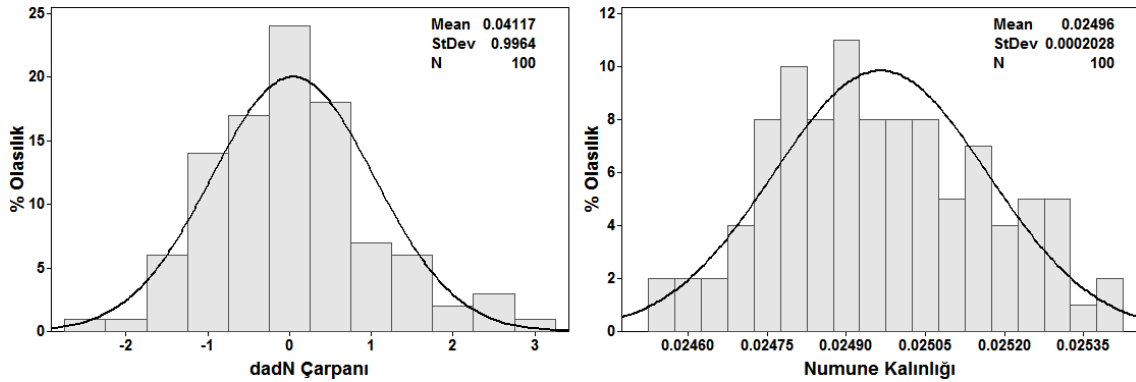 25
20
15
10
5
0
% Olasılık
Mean 0.04117
StDev 0.9964
N 100
-2 -1 0 1 2 3
dadN Çarpanı
12
10
8
6
4
2
0
% Olasılık
Mean 0.02496
StDev 0.0002028
N 100
0.02460 0.02475 0.02490 0.02505 0.02520 0.02535
Numune Kalınlığı